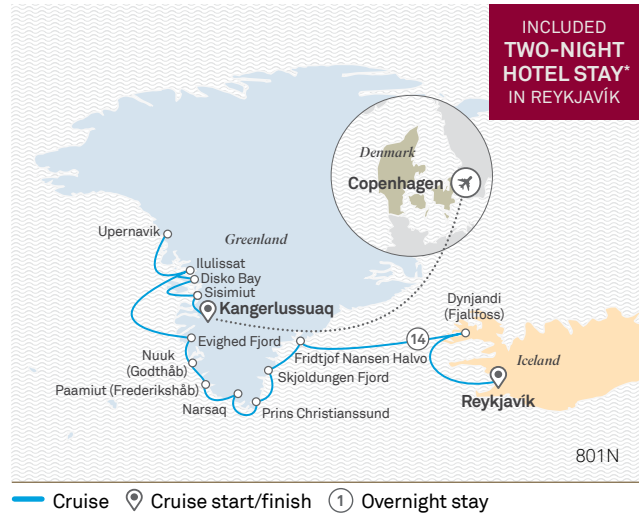 INCLUDED
TWO-NIGHT
HOTEL STAY*
IN REYKJAVÍK
Denmark
Copenhagen
Upernavik
Greenland
Ilulissat
Disko Bay
Sisimiut
Kangerlussuaq
Dynjandi
(Fjallfoss)
14
Evighed Fjord
Fridtjof Nansen Halvo
Iceland
Nuuk
(Godthåb)
Skjoldungen Fjord
Paamiut (Frederikshåb)
Reykjavík
Narsaq
Prins Christianssund
801N
Cruise
Cruise start/finish
1 Overnight stay